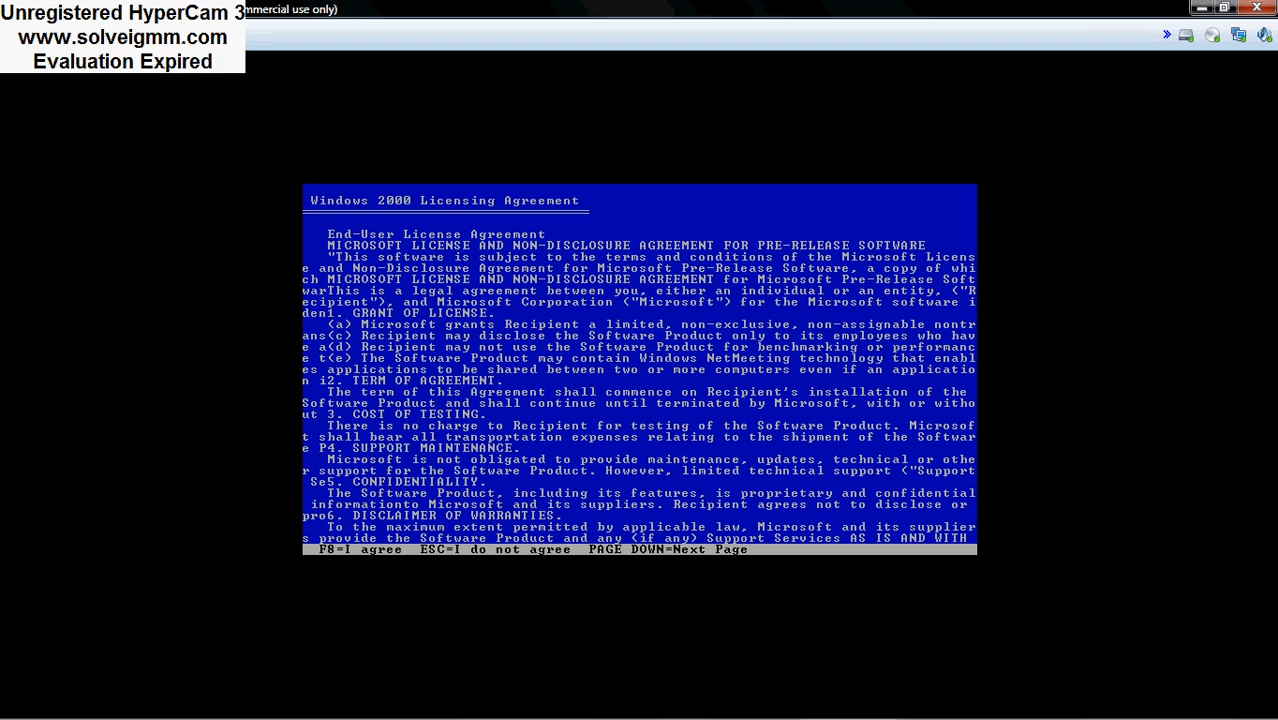 Unregistered HyperCam 3
mmercial use only)
www.solveigmm.com
Evaluation Expired
Windows 2000 Licensing Agreement
End-User License Agreement
MICROSOFT LICENSE AND NON-DISCLOSURE AGREEMENT FOR PRE-RELEASE SOFTWARE
"This software is subject to the terms and conditions of the Microsoft Licens
e and Non-Disclosure Agreement for Microsoft Pre-Release Software, a copy of whi
ch MICROSOFT LICENSE AND NON-DISCLOSURE AGREEMENT for Microsoft Pre-Release Soft
warThis is a legal agreement between you, either an individual or an entity, ("R
ecipient"), and Microsoft Corporation ("Microsoft") for the Microsoft software i
den1. GRANT OF LICENSE.
(a) Microsoft grants Recipient a limited, non-exclusive, non-assignable nontr
ans(c) Recipient may disclose the Software Product only to its employees who hav
e a(d) Recipient may not use the Software Product for benchmarking or performanc
e t(e) The Software Product may contain Windows NetMeeting technology that enabl
es applications to be shared between two or more computers even if an applicatio
n i2. TERM OF AGREEMENT.
The term of this Agreement shall commence on Recipient's installation of the
Software Product and shall continue until terminated by Microsoft, with or witho
ut 3. COST OF TESTING.
There is no charge to Recipient for testing of the Software Product. Microsof
t shall bear all transportation expenses relating to the shipment of the Softwar
e P4. SUPPORT MAINTENANCE.
Microsoft is not obligated to provide maintenance, updates, technical or othe
r support for the Software Product. However, limited technical support ("Support
Se5. CONFIDENTIALITY.
The Software Product, including its features, is proprietary and confidential
informationto Microsoft and its suppliers. Recipient agrees not to disclose or
pro6. DISCLAIMER OF WARRANTIES.
To the maximum extent permitted by applicable law, Microsoft and its supplier
s provide the Software Product and any (if any) Support Services AS IS AND WITH
F8=I agree ESC=I do not agree PAGE DOWN=Next Page